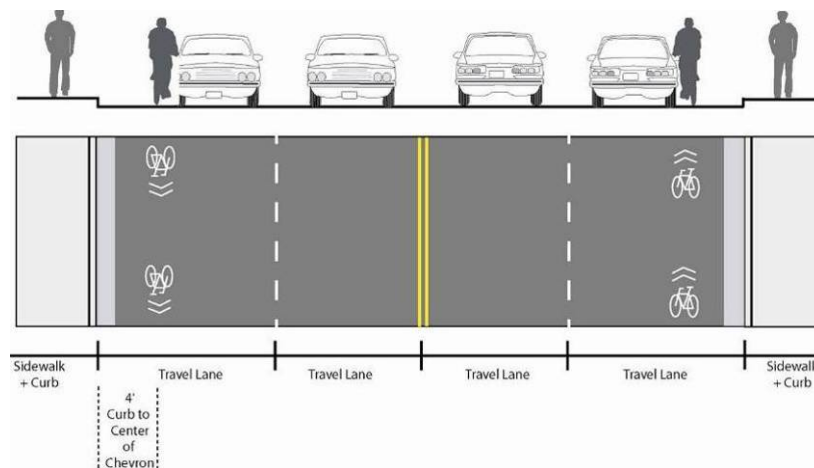 Sidewalk
+ Curb
Travel Lane
Travel Lane
Travel Lane
Travel Lane
Sidewalk
+ Curb
4'
Curb to
Center
of
Chevron